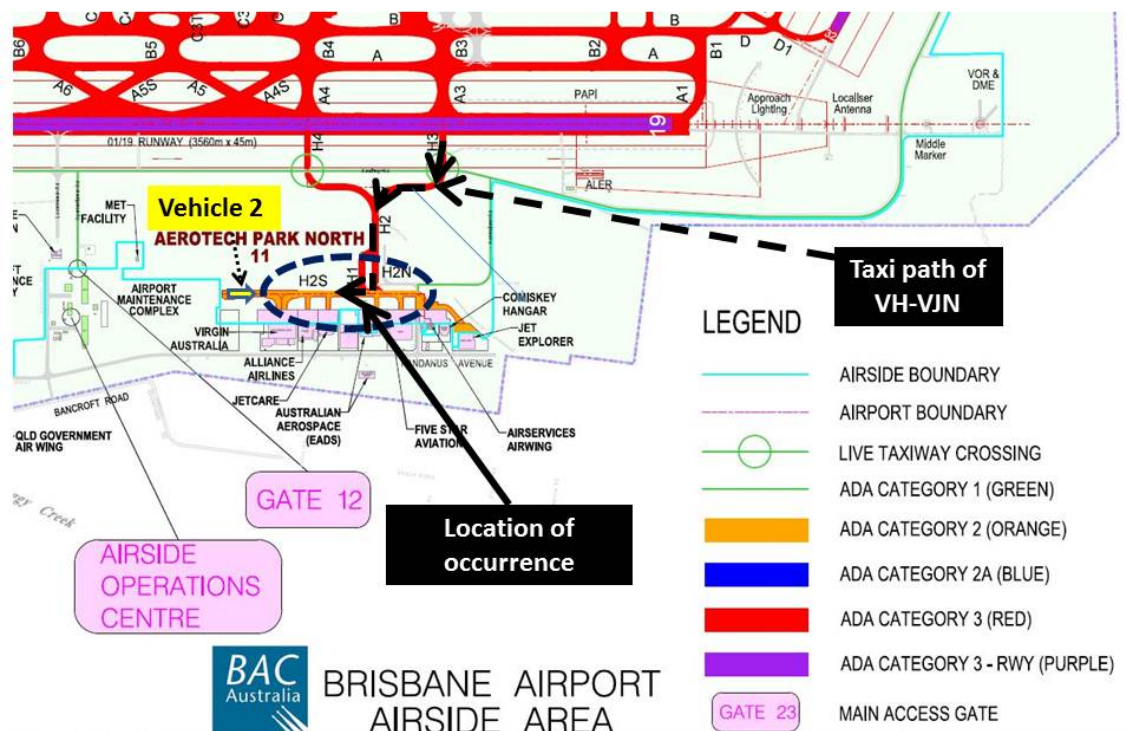 B
B
B6
B5
B4
A
B3
B2
A
B1
D
D1
32
VOR &
DME
A6
A5S
A5
A4S
A4
A3
PAPI
A1
Approach
Lighting
Localiser
Antenna
19
01/19 RUNWAY (3560m x 45m)
H4
H3
Middle
Marker
ALER
Vehicle 2
MET
FACILITY
AEROTECH PARK NORTH
11
H2
AIRPORT
MAINTENANCE
COMPLEX
H2S
H1
H2N
Taxi path of
VH-VJN
COMISKEY
HANGAR
VIRGIN
AUSTRALIA
JET
EXPLORER
ALLIANCE
AIRLINES
AVENUE
JETCARE
BANCROFT ROAD
AUSTRALIAN
AEROSPACE
(EADS)
FIVE STAR
AVIATION
AIRSERVICES
AIRWING
QLD GOVERNMENT
AIR WING
Creek
GATE 12
Location of
occurrence
AIRSIDE
OPERATIONS
CENTRE
LEGEND
AIRSIDE BOUNDARY
AIRPORT BOUNDARY
LIVE TAXIWAY CROSSING
ADA CATEGORY 1 (GREEN)
ADA CATEGORY 2 (ORANGE)
ADA CATEGORY 2A (BLUE)
ADA CATEGORY 3 (RED)
ADA CATEGORY 3 - RWY (PURPLE)
GATE 23
MAIN ACCESS GATE
BAC
Australia
BRISBANE AIRPORT
AIRSIDE AREA